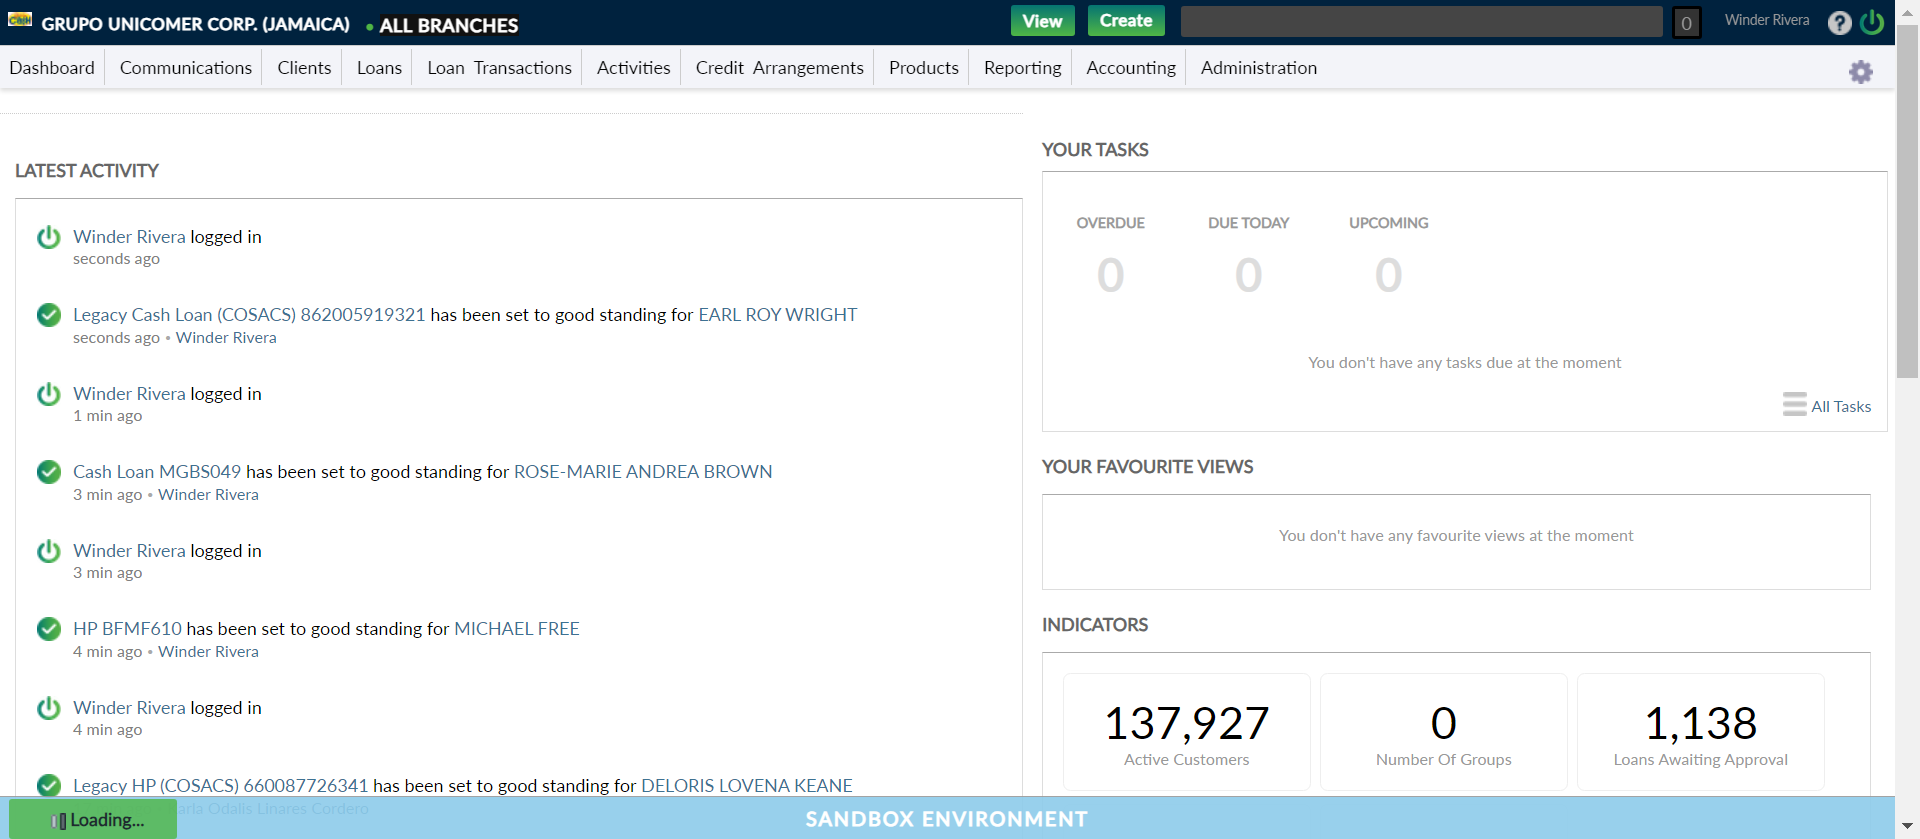 Cash GRUPO UNICOMER CORP. (JAMAICA) • ALL BRANCHES View Create 0 Winder Rivera ?
Dashboard Communications Clients Loans Loan Transactions Activities Credit Arrangements Products Reporting Accounting Administration
LATEST ACTIVITY
Winder Rivera logged in
seconds ago
Legacy Cash Loan (COSACS) 862005919321 has been set to good standing for EARL ROY WRIGHT
seconds ago • Winder Rivera
Winder Rivera logged in
1 min ago
Cash Loan MGBS049 has been set to good standing for ROSE-MARIE ANDREA BROWN
3 min ago • Winder Rivera
Winder Rivera logged in
3 min ago
HP BFMF610 has been set to good standing for MICHAEL FREE
4 min ago • Winder Rivera
Winder Rivera logged in
4 min ago
Legacy HP (COSACS) 660087726341 has been set to good standing for DELORIS LOVENA KEANE
Odalis Linares Cordero
YOUR TASKS
OVERDUE DUE TODAY UPCOMING
0 0 0
You don't have any tasks due at the moment
All Tasks
YOUR FAVOURITE VIEWS
You don't have any favourite views at the moment
INDICATORS
137,927 0 1,138
Active Customers Number Of Groups Loans Awaiting Approval
Loading... SANDBOX ENVIRONMENT